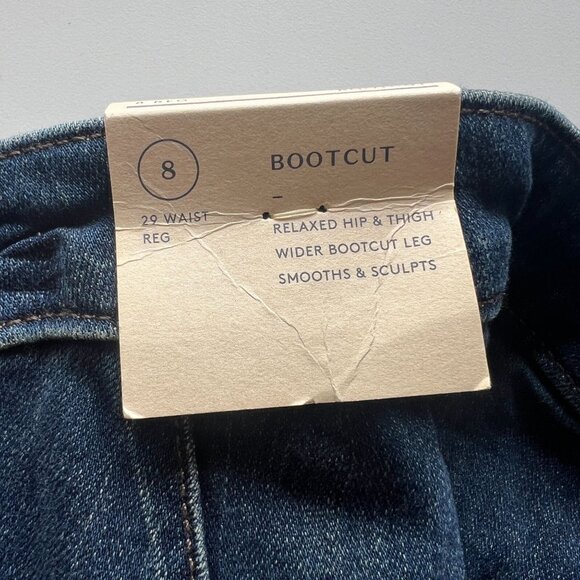 8
29 WAIST
REG
BOOTCUT
–
RELAXED HIP & THIGH
WIDER BOOTCUT LEG
SMOOTHS & SCULPTS